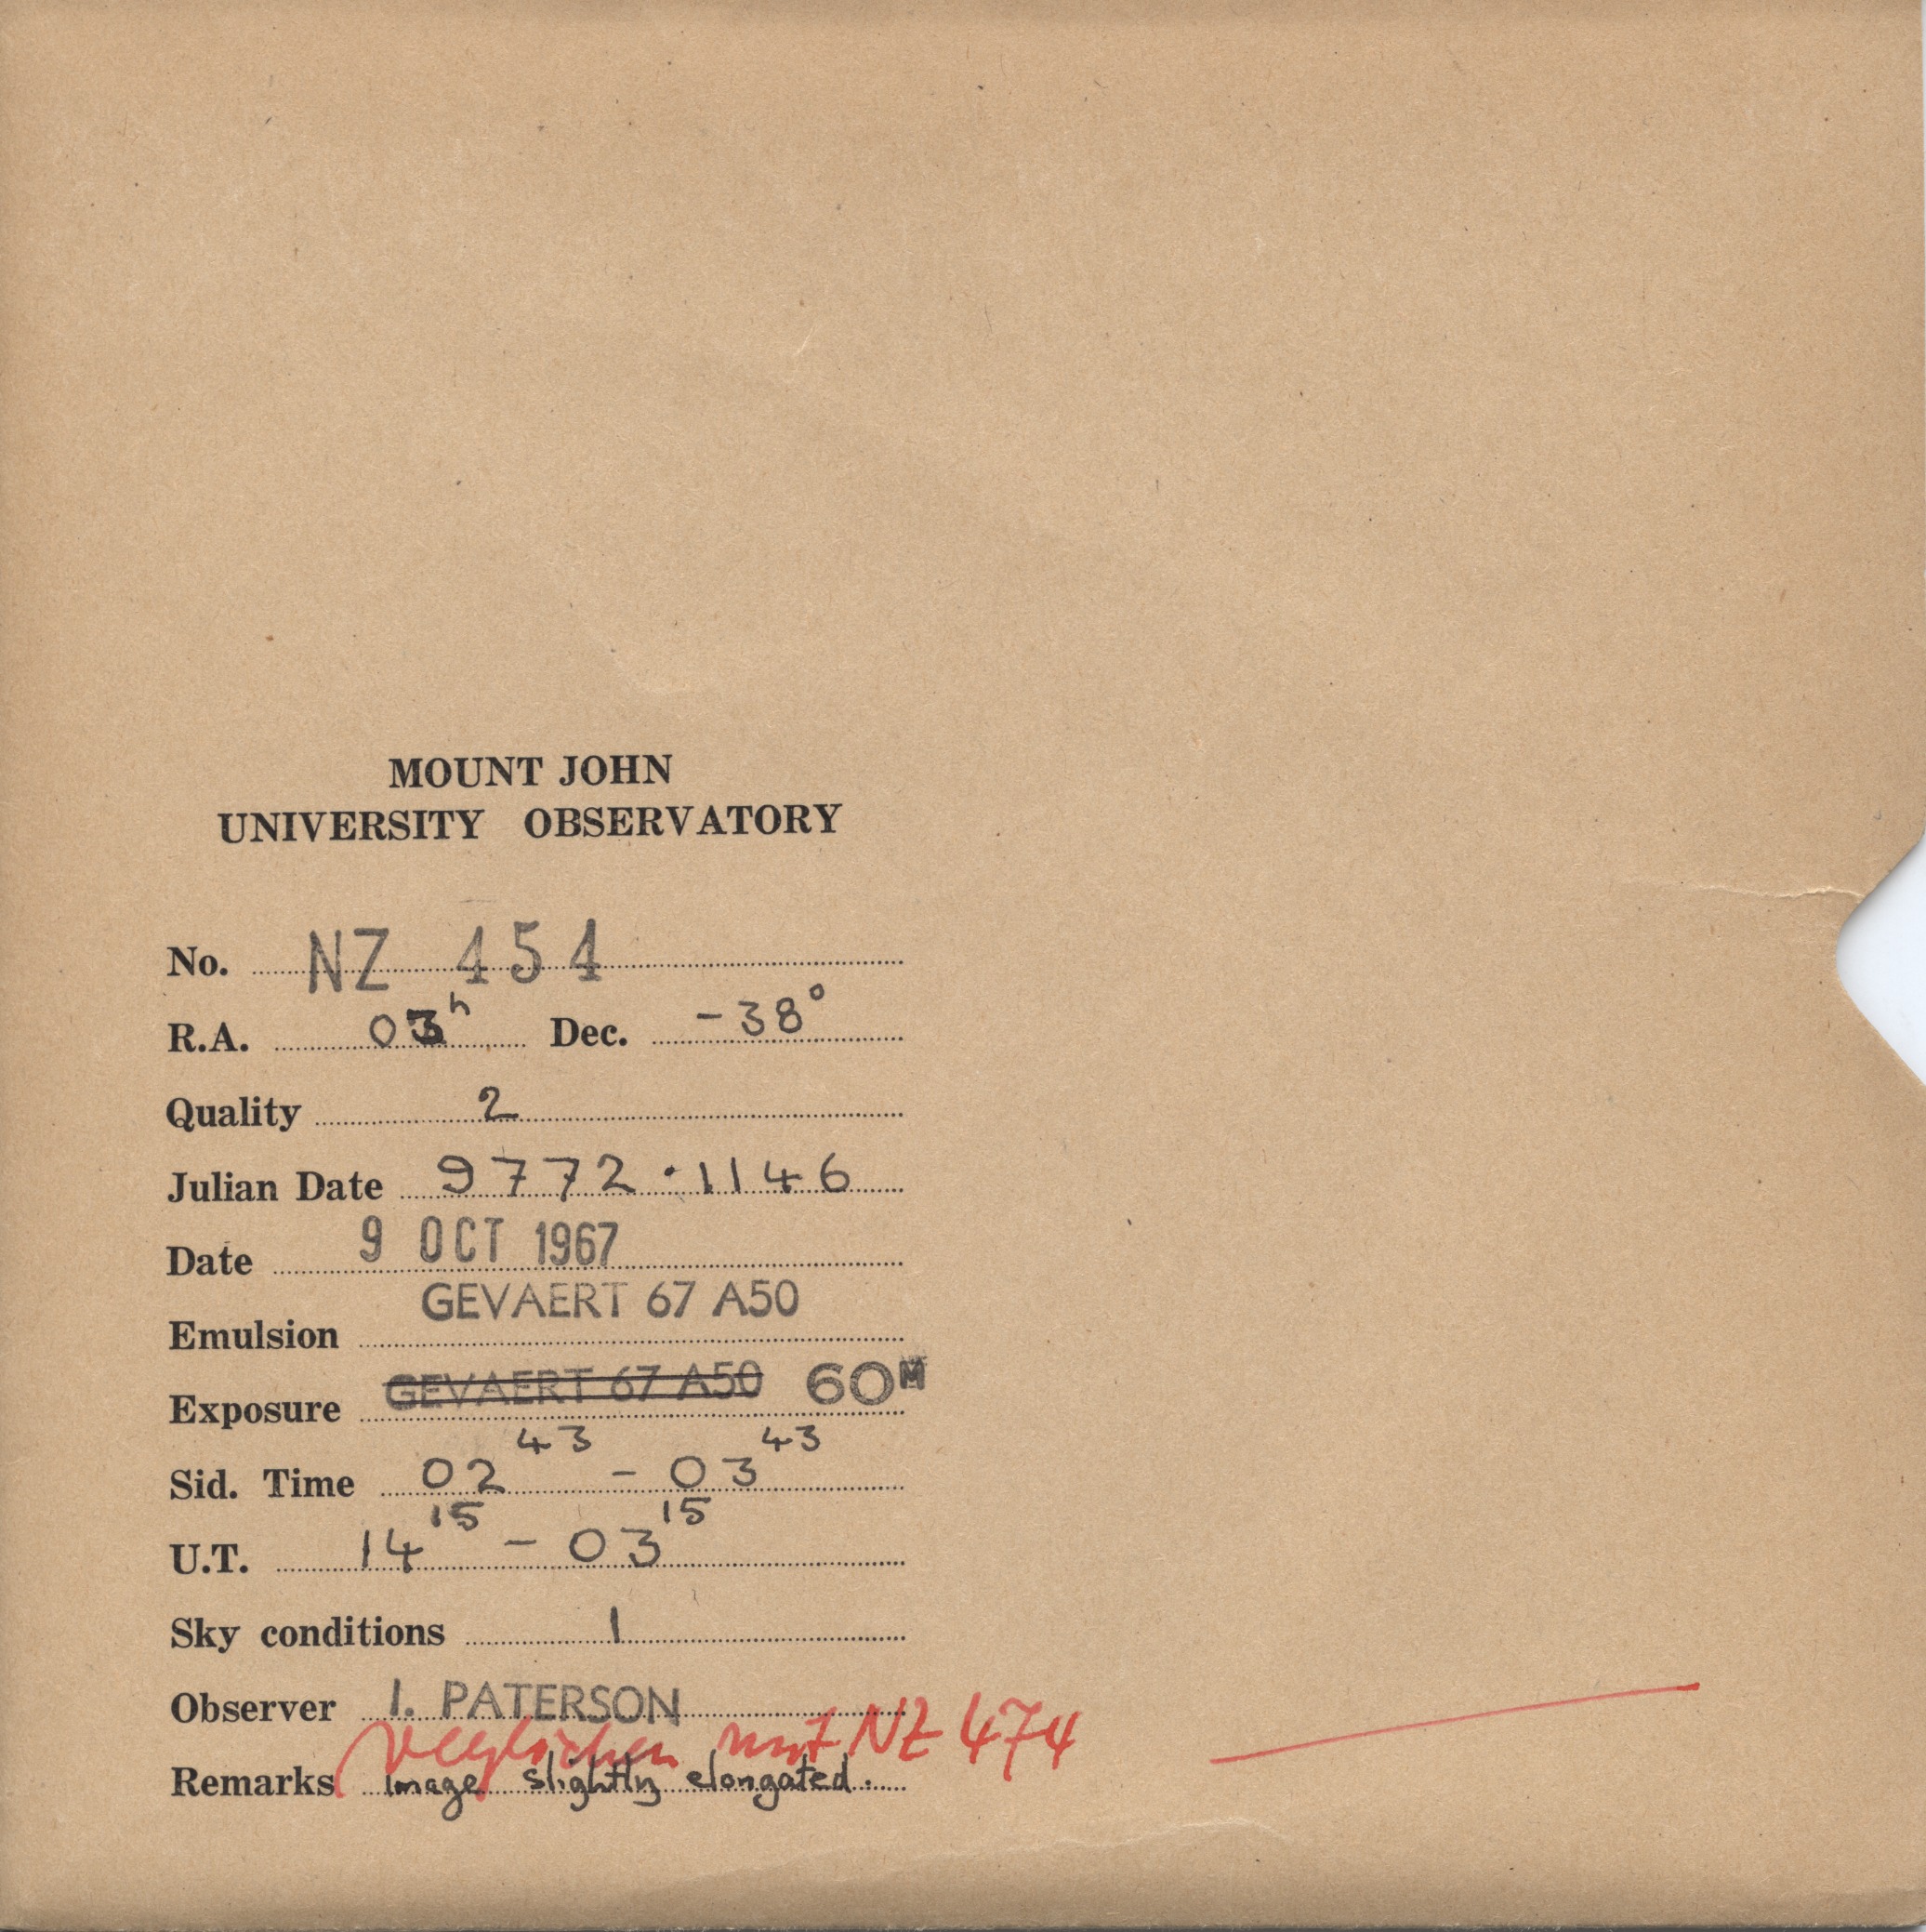 MOUNT JOHN
UNIVERSITY OBSERVATORY
No. NZ 454
R.A. 03h Dec. -38°
Quality 2
Julian Date 9772.1146
Date 9 OCT 1967
GEVAERT 67 A50
Emulsion
Exposure GEVAERT 67 A50 60M
Sid. Time 02 43 - 03 43
U.T. 14 15 - 03 15
Sky conditions 1
Observer I. PATERSON
veglichen mit NZ 474
Remarks Image slightly elongated.